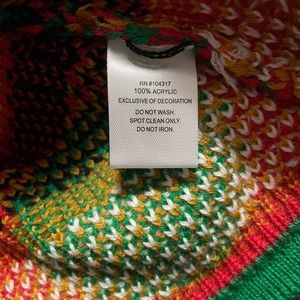 RN #104317
100% ACRYLIC
EXCLUSIVE OF DECORATION
DO NOT WASH.
SPOT CLEAN ONLY.
DO NOT IRON.